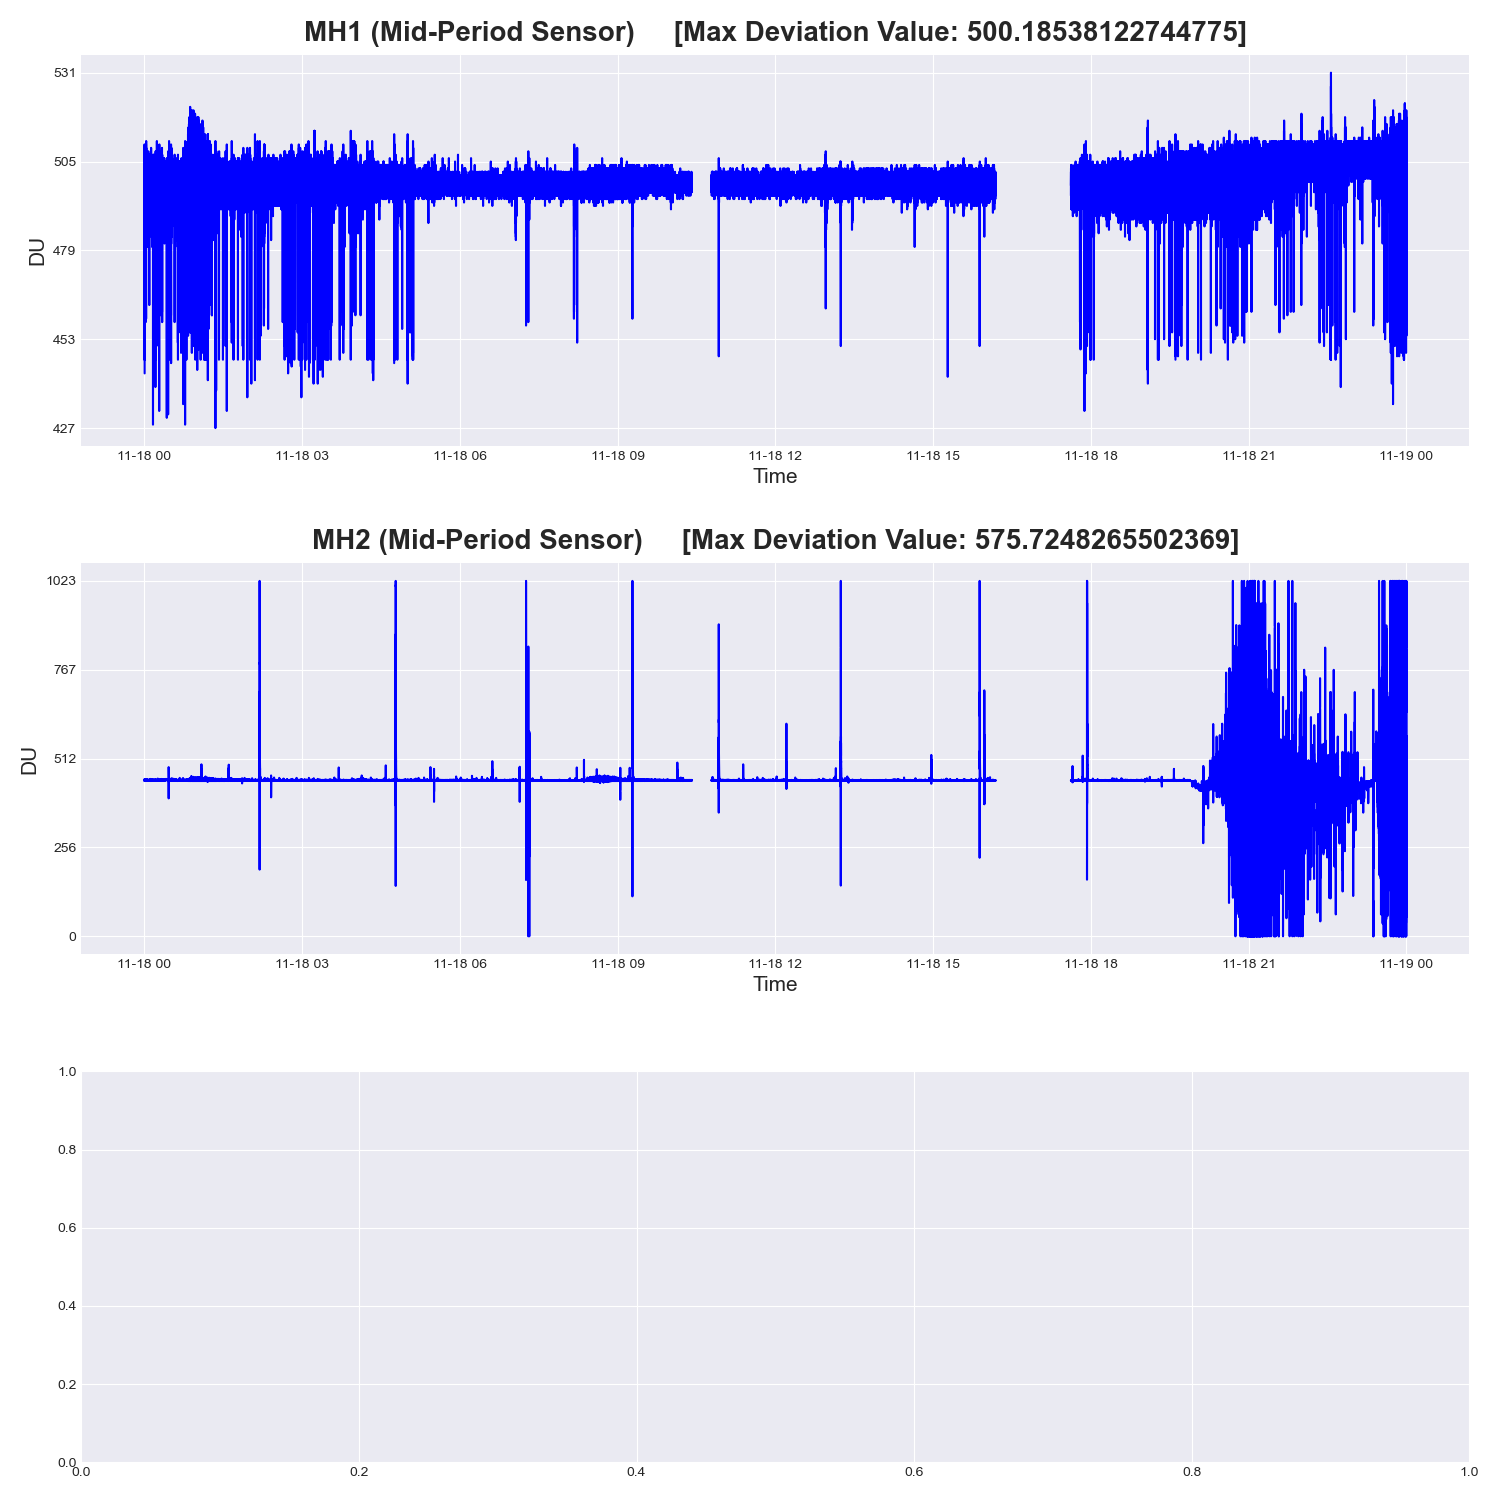 MH1 (Mid-Period Sensor) [Max Deviation Value: 500.18538122744775]
531
505
479
453
427
DU
11-18 00 11-18 03 11-18 06 11-18 09 11-18 12 11-18 15 11-18 18 11-18 21 11-19 00
Time
MH2 (Mid-Period Sensor) [Max Deviation Value: 575.7248265502369]
1023
767
512
256
0
DU
11-18 00 11-18 03 11-18 06 11-18 09 11-18 12 11-18 15 11-18 18 11-18 21 11-19 00
Time
1.0
0.8
0.6
0.4
0.2
0.0
0.0 0.2 0.4 0.6 0.8 1.0